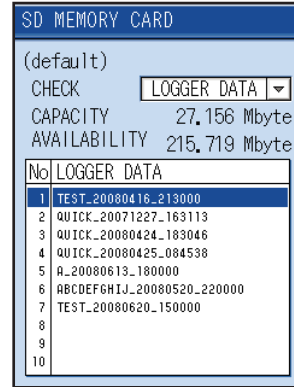 SD MEMORY CARD
(default)
CHECK LOGGER DATA
CAPACITY 27.156 Mbyte
AVAILABILITY 215.719 Mbyte
No LOGGER DATA
1 TEST_20080416_213000
2 QUICK_20071227_163113
3 QUICK_20080424_183046
4 QUICK_20080425_084538
5 A_20080613_180000
6 ABCDEFGHIJ_20080520_220000
7 TEST_20080620_150000
8
9
10